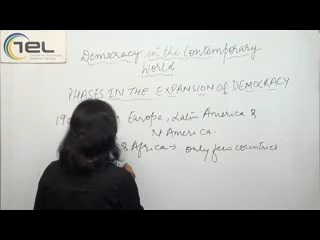 TEL
Democracy in the Contemporary
World
PHASES IN THE EXPANSION OF DEMOCRACY
Europe, Latin America &
N America.
& Africa → only few countries